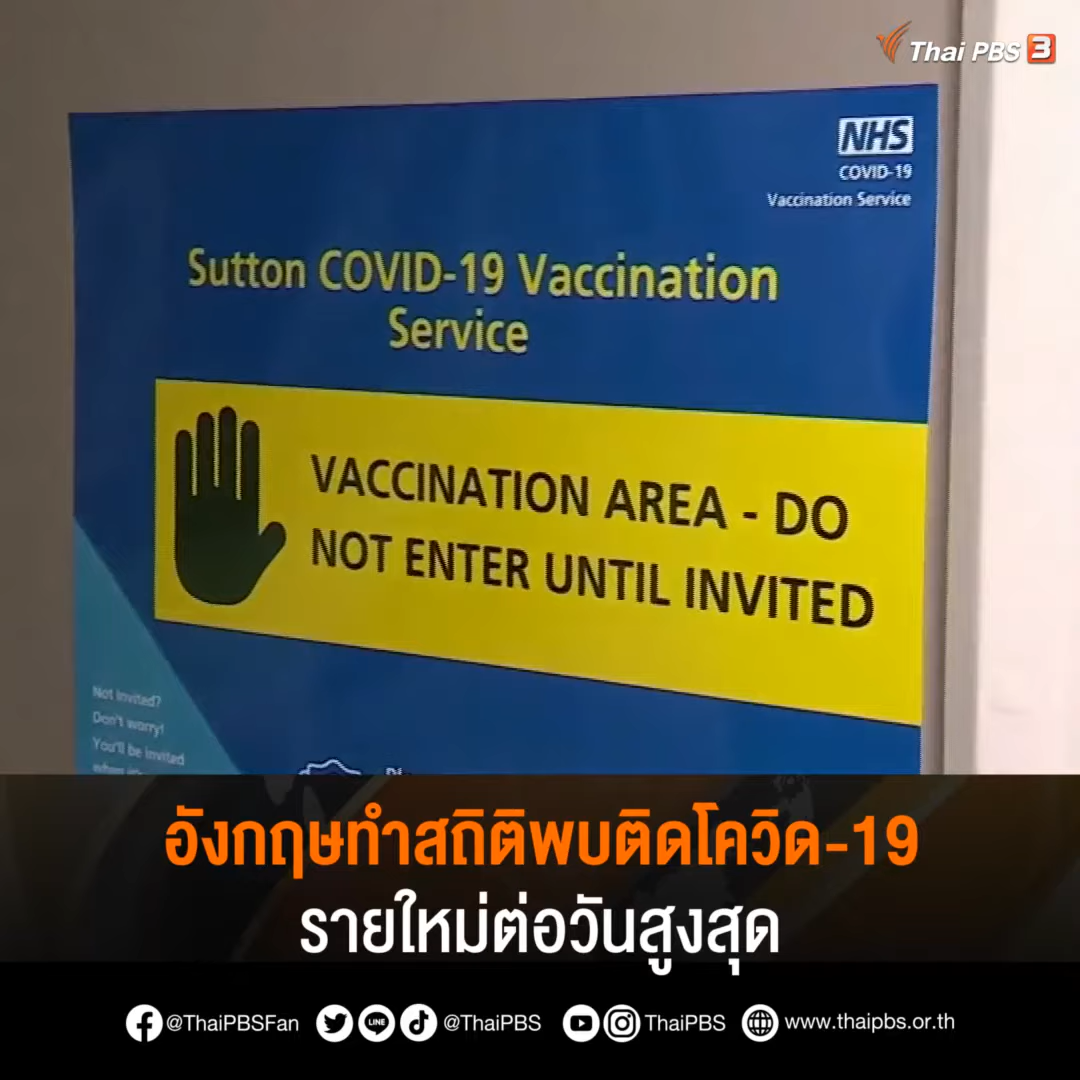 Thai PBS 3
NHS
COVID-19
Vaccination Service
Sutton COVID-19 Vaccination
Service
VACCINATION AREA - DO
NOT ENTER UNTIL INVITED
Not Invited?
Don't worry!
You'll be invited
อังกฤษทำสถิติพบติดโควิด-19
รายใหม่ต่อวันสูงสุด
@ThaiPBSFan LINE @ThaiPBS ThaiPBS www.thaipbs.or.th